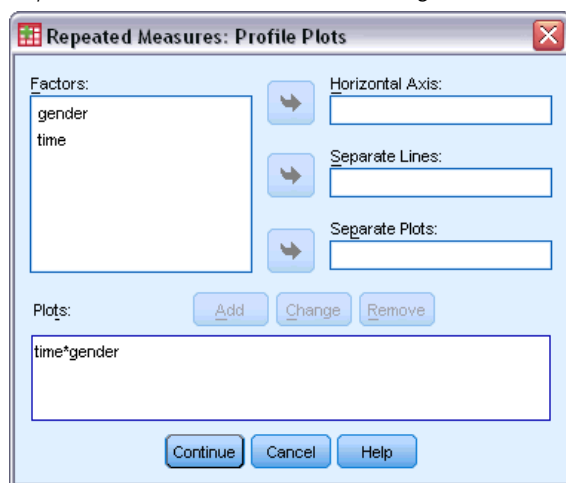 Repeated Measures: Profile Plots
Factors:
gender
time
Horizontal Axis:
Separate Lines:
Separate Plots:
Plots:
Add
Change
Remove
time*gender
Continue
Cancel
Help